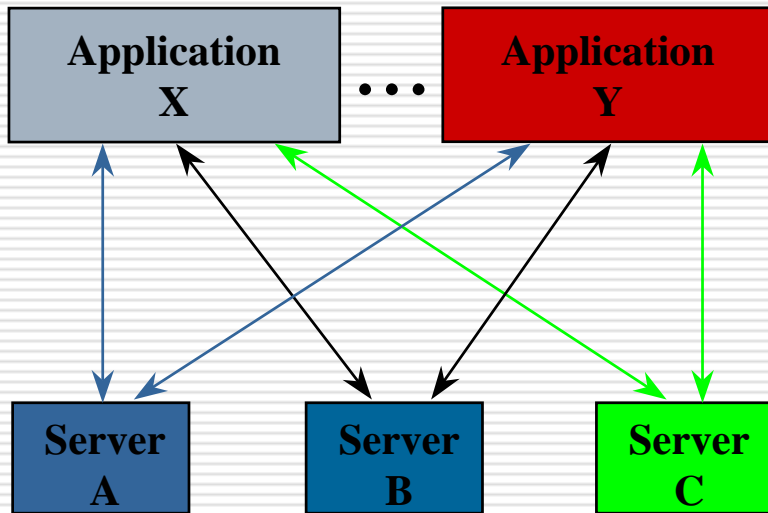 Application
X
...
Application
Y
Server
A
Server
B
Server
C